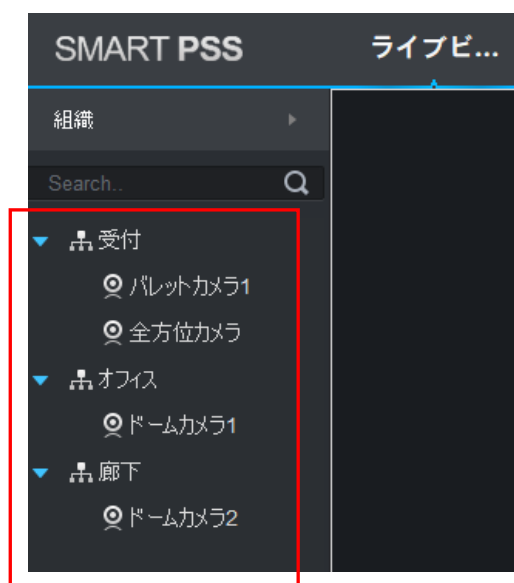 SMART PSS
ライブビ...
組織
Search..
受付
バレットカメラ1
全方位カメラ
オフィス
ドームカメラ1
廊下
ドームカメラ2